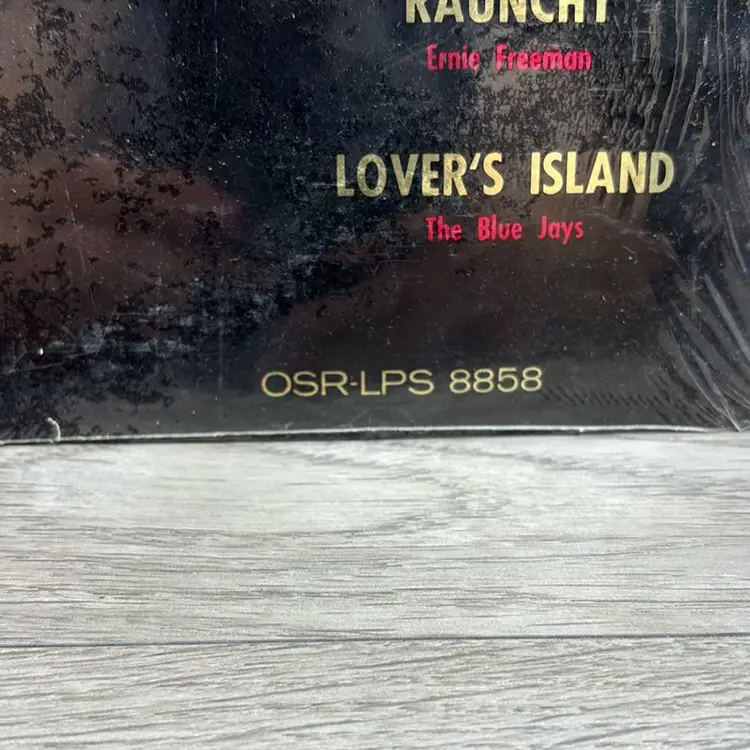 RAUNCHY
Ernie Freeman
LOVER'S ISLAND
The Blue Jays
OSR-LPS 8858